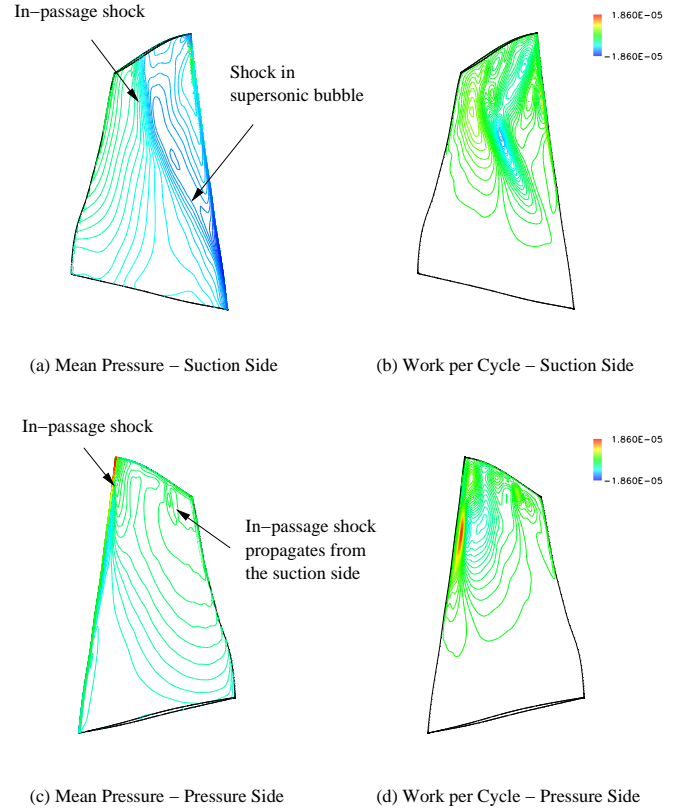 In−passage shock
Shock in
supersonic bubble
1.860E−05
−1.860E−05
(a) Mean Pressure − Suction Side
(b) Work per Cycle − Suction Side
In−passage shock
In−passage shock
propagates from
the suction side
1.860E−05
−1.860E−05
(c) Mean Pressure − Pressure Side
(d) Work per Cycle − Pressure Side